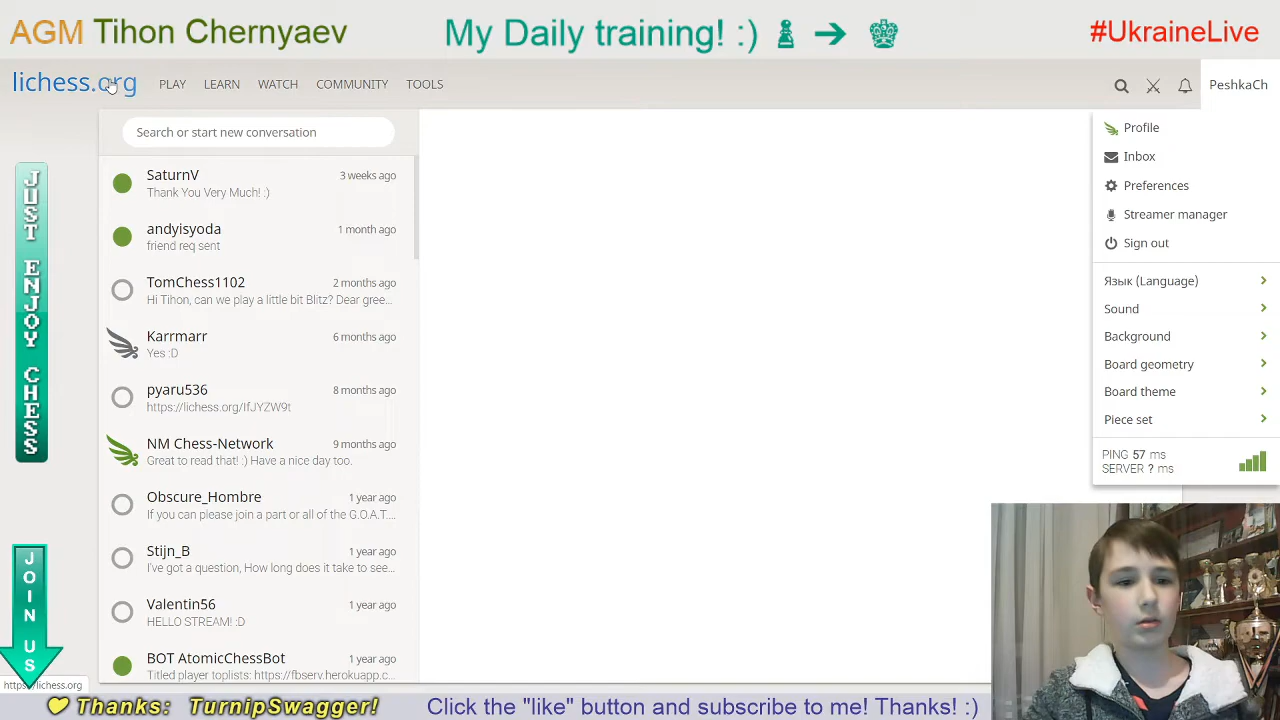 AGM Tihon Chernyaev
My Daily training! :)
#UkraineLive
lichess.org
PLAY
LEARN
WATCH
COMMUNITY
TOOLS
PeshkaCh
Search or start new conversation
SaturnV
3 weeks ago
Thank You Very Much! :)
andyisyoda
1 month ago
friend req sent
TomChess1102
2 months ago
Hi Tihon, can we play a little bit Blitz? Dear gree...
Karrmarr
6 months ago
Yes :D
pyaru536
8 months ago
https://lichess.org/IfJYZW9t
NM Chess-Network
9 months ago
Great to read that! :) Have a nice day too.
Obscure_Hombre
1 year ago
If you can please join a part or all of the G.O.A.T....
Stijn_B
1 year ago
I've got a question, How long does it take to see...
Valentin56
1 year ago
HELLO STREAM! :D
BOT AtomicChessBot
1 year ago
Titled player toplists: https://fbserv.herokuapp.c...
Profile
Inbox
Preferences
Streamer manager
Sign out
Язык (Language)
Sound
Background
Board geometry
Board theme
Piece set
PING 57 ms
SERVER ? ms
JUST ENJOY CHESS
JOIN US
https://lichess.org
Thanks: TurnipSwagger!
Click the "like" button and subscribe to me! Thanks! :)